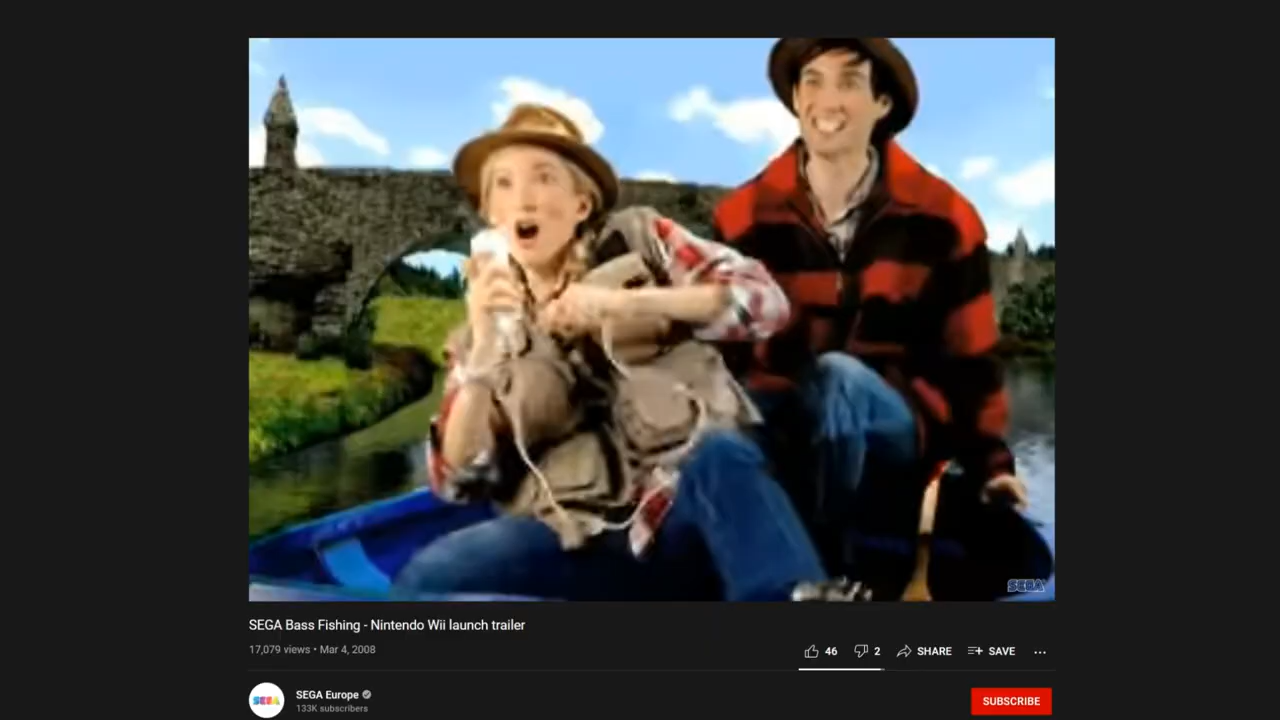 SEGA
SEGA Bass Fishing - Nintendo Wii launch trailer
17,079 views • Mar 4, 2008
46 2 SHARE SAVE ...
SEGA
SEGA Europe
133K subscribers
SUBSCRIBE